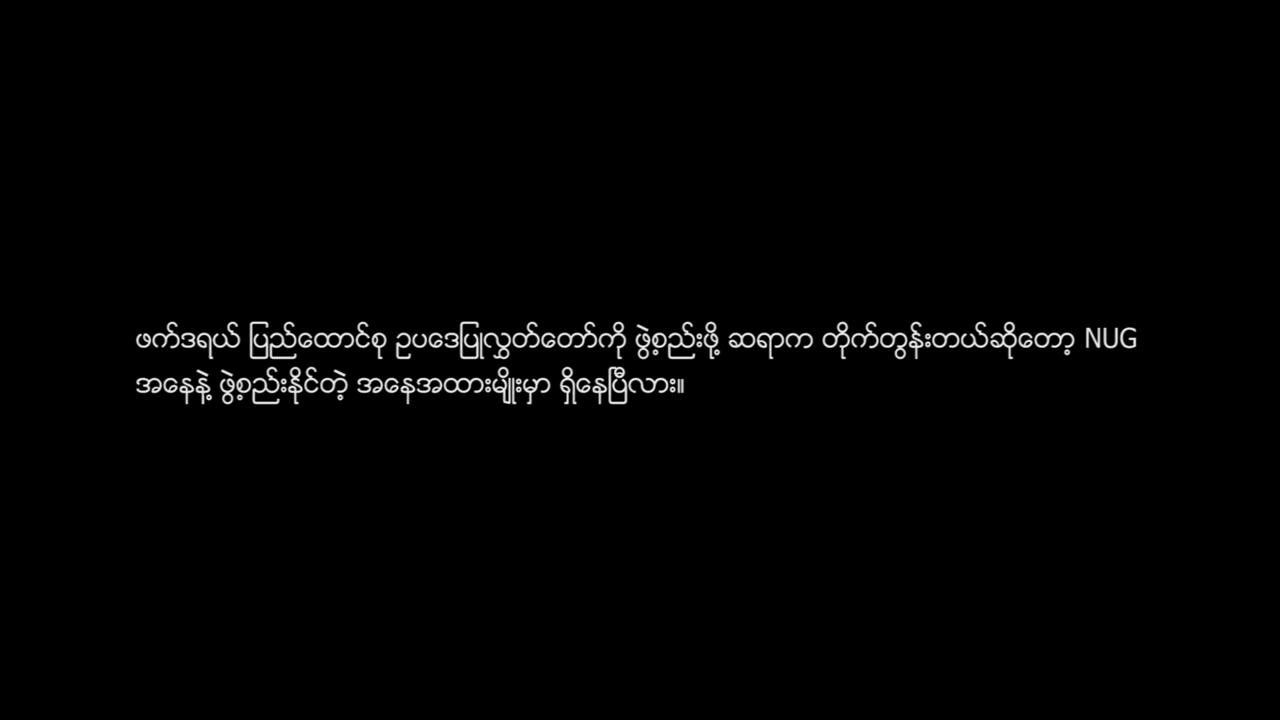 ဖက်ဒရယ် ပြည်ထောင်စု ဥပဒေပြုလွှတ်တော်ကို ဖွဲ့စည်းဖို့ ဆရာက တိုက်တွန်းတယ်ဆိုတော့ NUG
အနေနဲ့ ဖွဲ့စည်းနိုင်တဲ့ အနေအထားမျိုးမှာ ရှိနေပြီလား။